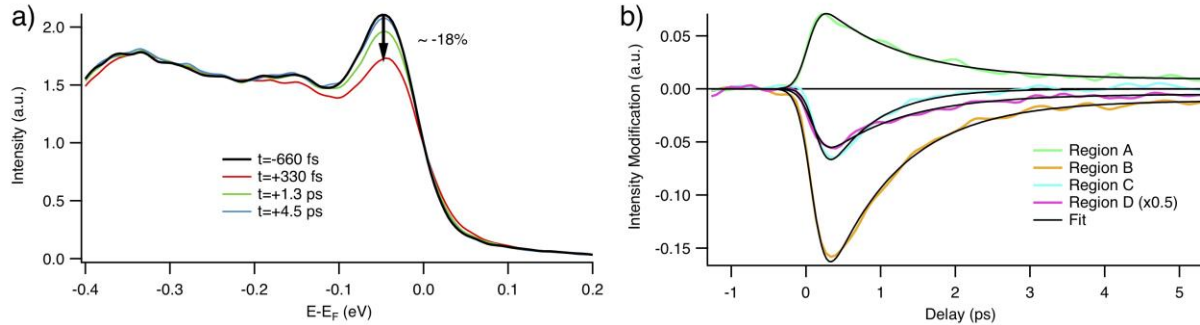 a)
2.0
1.5
1.0
0.5
0.0
Intensity (a.u.)
~ -18%
t=-660 fs
t=+330 fs
t=+1.3 ps
t=+4.5 ps
-0.4 -0.3 -0.2 -0.1 0.0 0.1 0.2
E-EF (eV)
b)
0.05
0.00
-0.05
-0.10
-0.15
Intensity Modification (a.u.)
Region A
Region B
Region C
Region D (x0.5)
Fit
-1 0 1 2 3 4 5
Delay (ps)